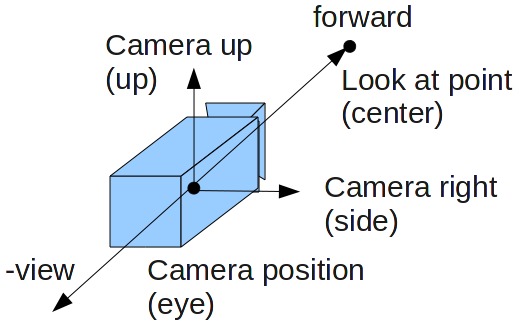 forward
Camera up
(up)
Look at point
(center)
Camera right
(side)
-view
Camera position
(eye)